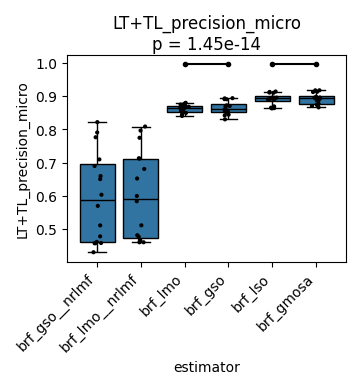 LT+TL_precision_micro
p = 1.45e-14
LT+TL_precision_micro
1.0
0.9
0.8
0.7
0.6
0.5
brf_gso__nrlmf
brf_lmo__nrlmf
brf_lmo
brf_gso
brf_lso
brf_gmosa
estimator